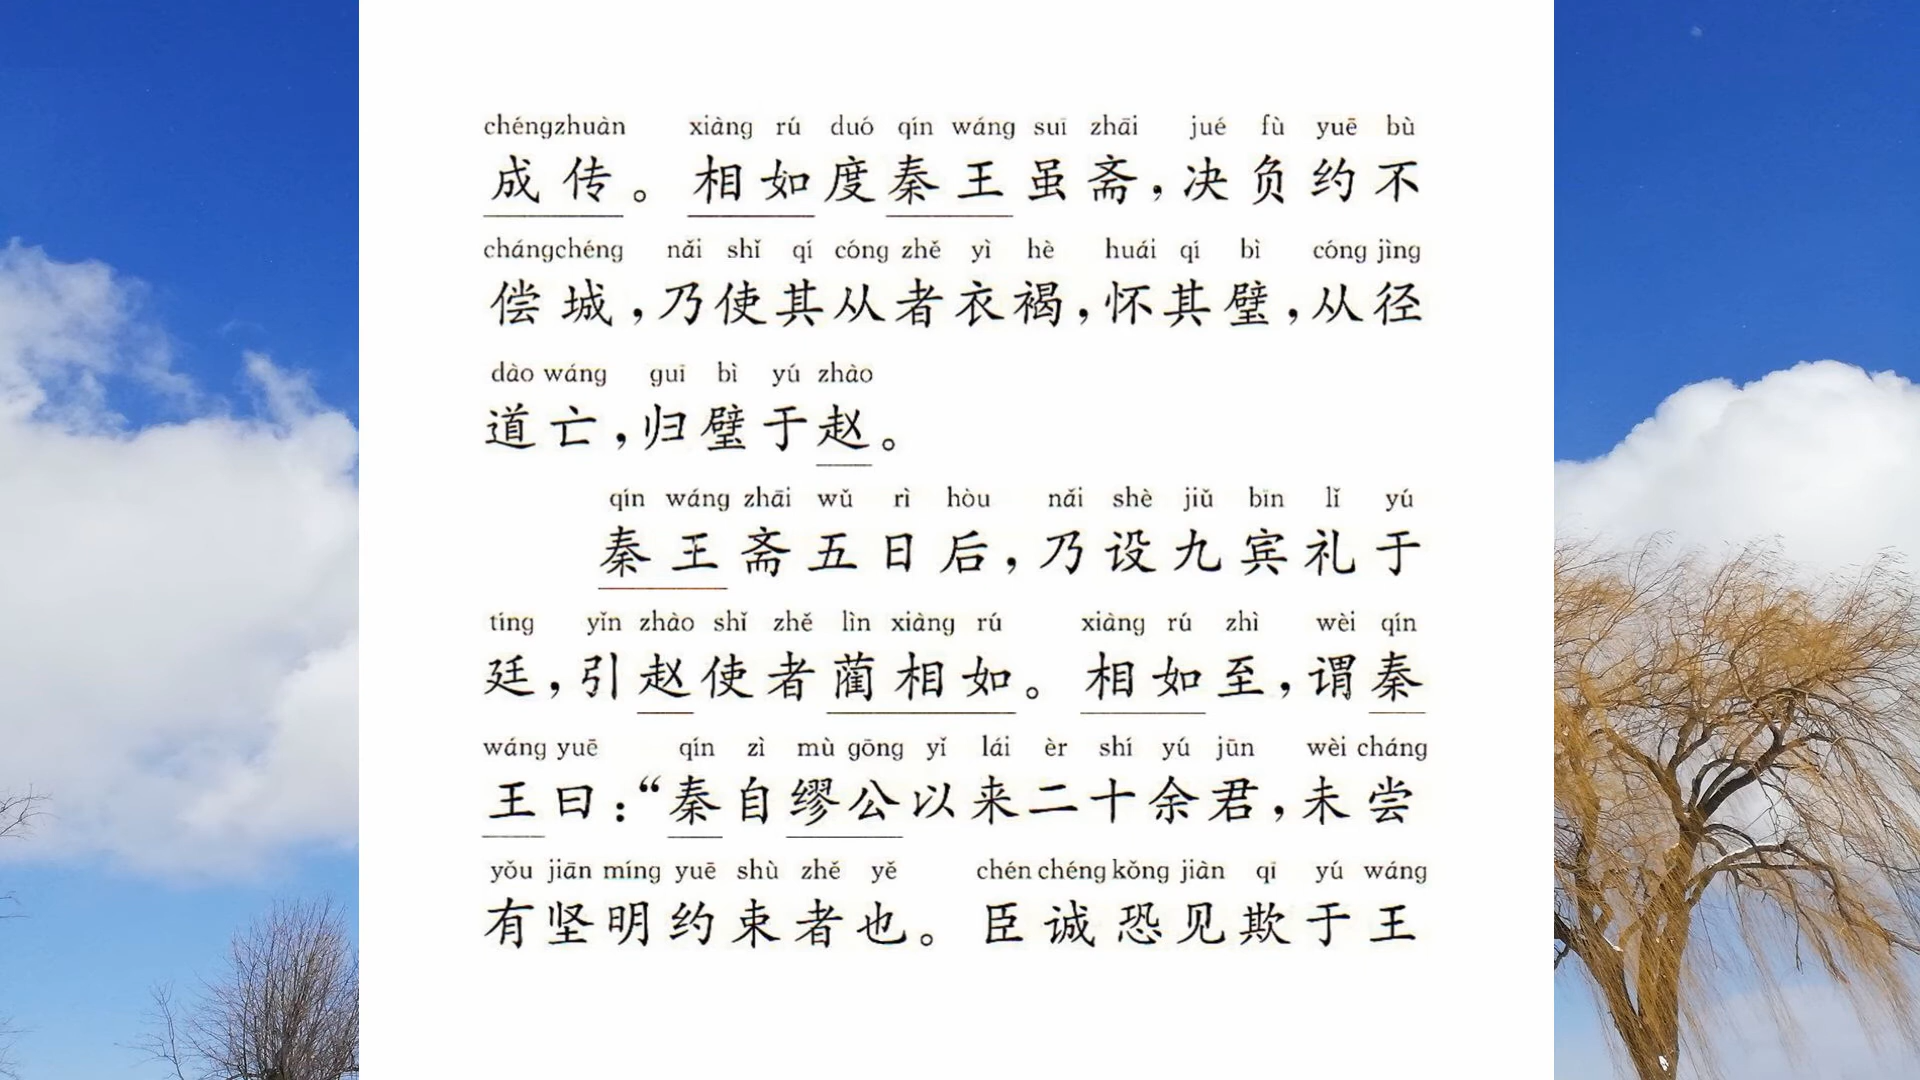 chéngzhuàn xiàng rú duó qín wáng suī zhāi jué fù yuē bù
成传。相如度秦王虽斋，决负约不
chángchéng nǎi shǐ qí cóng zhě yì hè huái qí bì cóng jìng
偿城，乃使其从者衣褐，怀其璧，从径
dào wáng guī bì yú zhào
道亡，归璧于赵。
qín wáng zhāi wǔ rì hòu nǎi shè jiǔ bīn lǐ yú
秦王斋五日后，乃设九宾礼于
tíng yǐn zhào shǐ zhě lìn xiàng rú xiàng rú zhì wèi qín
廷，引赵使者蔺相如。相如至，谓秦
wáng yuē qín zì mù gōng yǐ lái èr shí yú jūn wèi cháng
王曰：“秦自缪公以来二十余君，未尝
yǒu jiān míng yuē shù zhě yě chén chéng kǒng jiàn qī yú wáng
有坚明约束者也。臣诚恐见欺于王